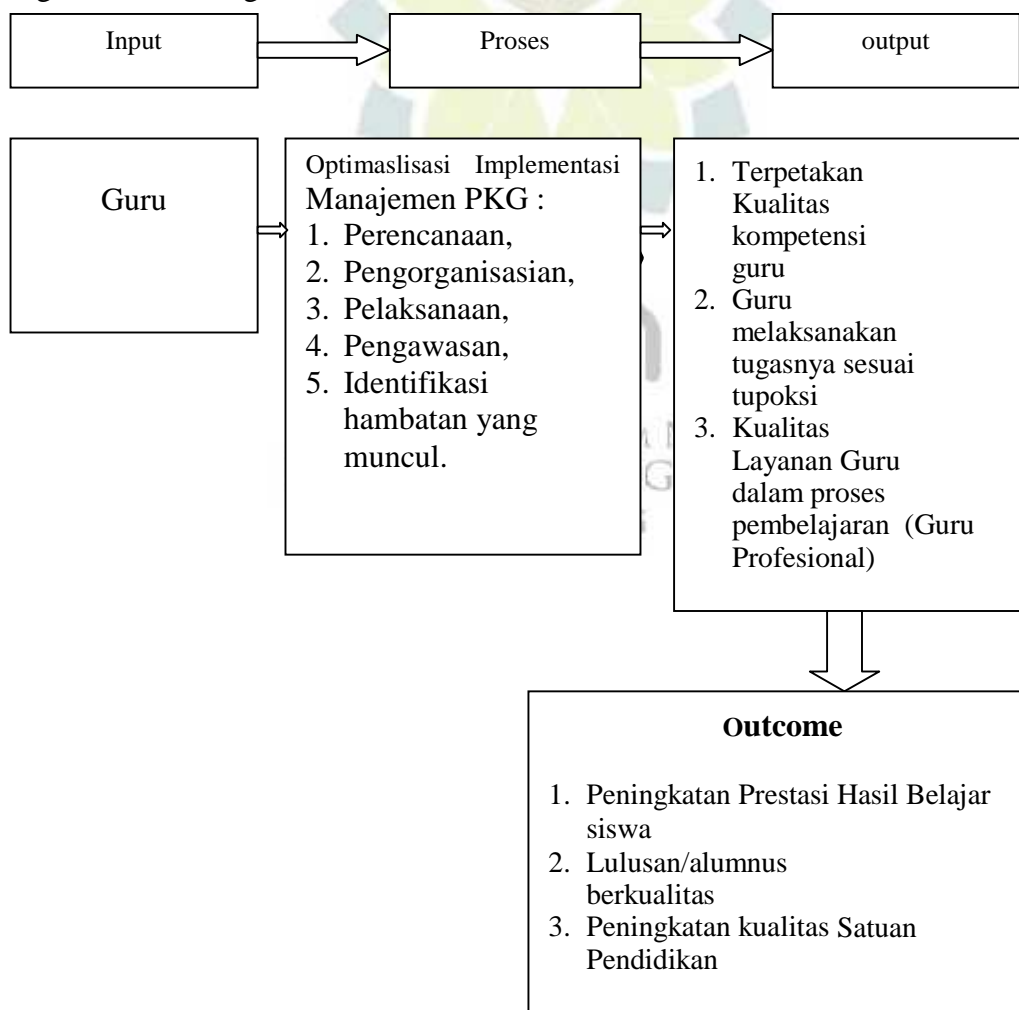 Input
Proses
output
Guru
Optimaslisasi Implementasi
Manajemen PKG :
1. Perencanaan,
2. Pengorganisasian,
3. Pelaksanaan,
4. Pengawasan,
5. Identifikasi
hambatan yang
muncul.
1. Terpetakan
Kualitas
kompetensi
guru
2. Guru
melaksanakan
tugasnya sesuai
tupoksi
3. Kualitas
Layanan Guru
dalam proses
pembelajaran (Guru
Profesional)
Outcome
1. Peningkatan Prestasi Hasil Belajar
siswa
2. Lulusan/alumnus
berkualitas
3. Peningkatan kualitas Satuan
Pendidikan